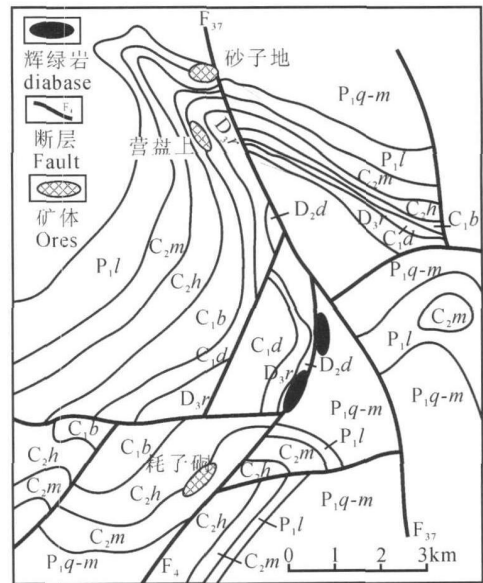 辉绿岩
diabase
F₄
断层
Fault
矿体
Ores
F₃₇
砂子地
营盘上
D₃r
P₁q-m
P₁l
C₂m
C₂h
C₁b
D₃r
C₁d
D₂d
P₁l
C₂m
C₂h
C₁b
C₁d
D₃r
C₁d
D₃r
D₂d
P₁q-m
C₂m
P₁l
P₁q-m
P₁q-m
P₁l
C₁b
C₂h
C₂m
C₁b
耗子硐
C₂m
C₂h
C₂h
C₂m
P₁l
C₂m
P₁q-m
P₁q-m
F₄
F₃₇
0 1 2 3km